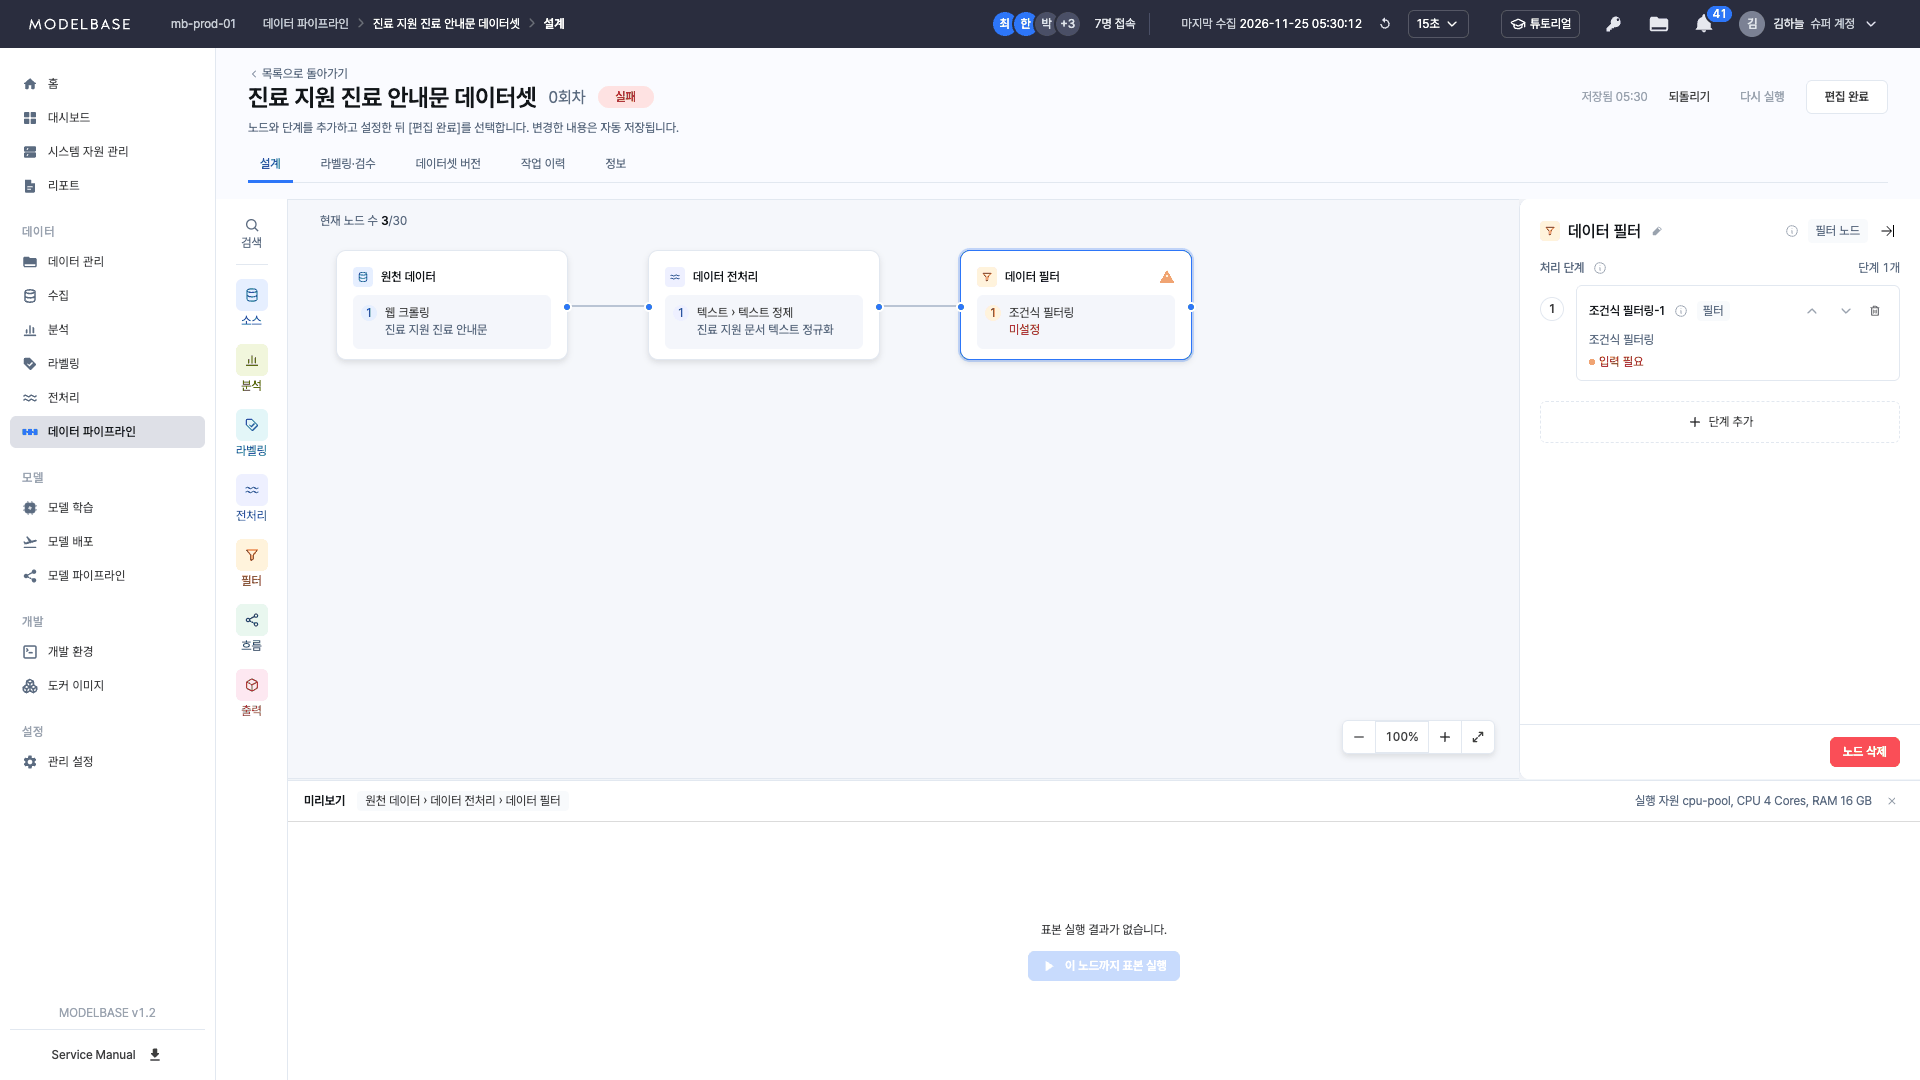 MODELBASE
mb-prod-01
데이터 파이프라인
진료 지원 진료 안내문 데이터셋
설계
최 한 박 +3
7명 접속
마지막 수집 2026-11-25 05:30:12
15초
튜토리얼
41
김
김하늘 슈퍼 계정
홈
대시보드
시스템 자원 관리
리포트
데이터
데이터 관리
수집
분석
라벨링
전처리
데이터 파이프라인
모델
모델 학습
모델 배포
모델 파이프라인
개발
개발 환경
도커 이미지
설정
관리 설정
MODELBASE v1.2
Service Manual
목록으로 돌아가기
진료 지원 진료 안내문 데이터셋 0회차 실패
노드와 단계를 추가하고 설정한 뒤 [편집 완료]를 선택합니다. 변경한 내용은 자동 저장됩니다.
저장됨 05:30
되돌리기
다시 실행
편집 완료
설계
라벨링·검수
데이터셋 버전
작업 이력
정보
검색
소스
분석
라벨링
전처리
필터
흐름
출력
현재 노드 수 3/30
원천 데이터
1 웹 크롤링
진료 지원 진료 안내문
데이터 전처리
1 텍스트 › 텍스트 정제
진료 지원 문서 텍스트 정규화
데이터 필터
1 조건식 필터링
미설정
100%
데이터 필터
필터 노드
처리 단계
단계 1개
1
조건식 필터링-1
필터
조건식 필터링
입력 필요
단계 추가
노드 삭제
미리보기
원천 데이터 › 데이터 전처리 › 데이터 필터
실행 자원 cpu-pool, CPU 4 Cores, RAM 16 GB
표본 실행 결과가 없습니다.
이 노드까지 표본 실행